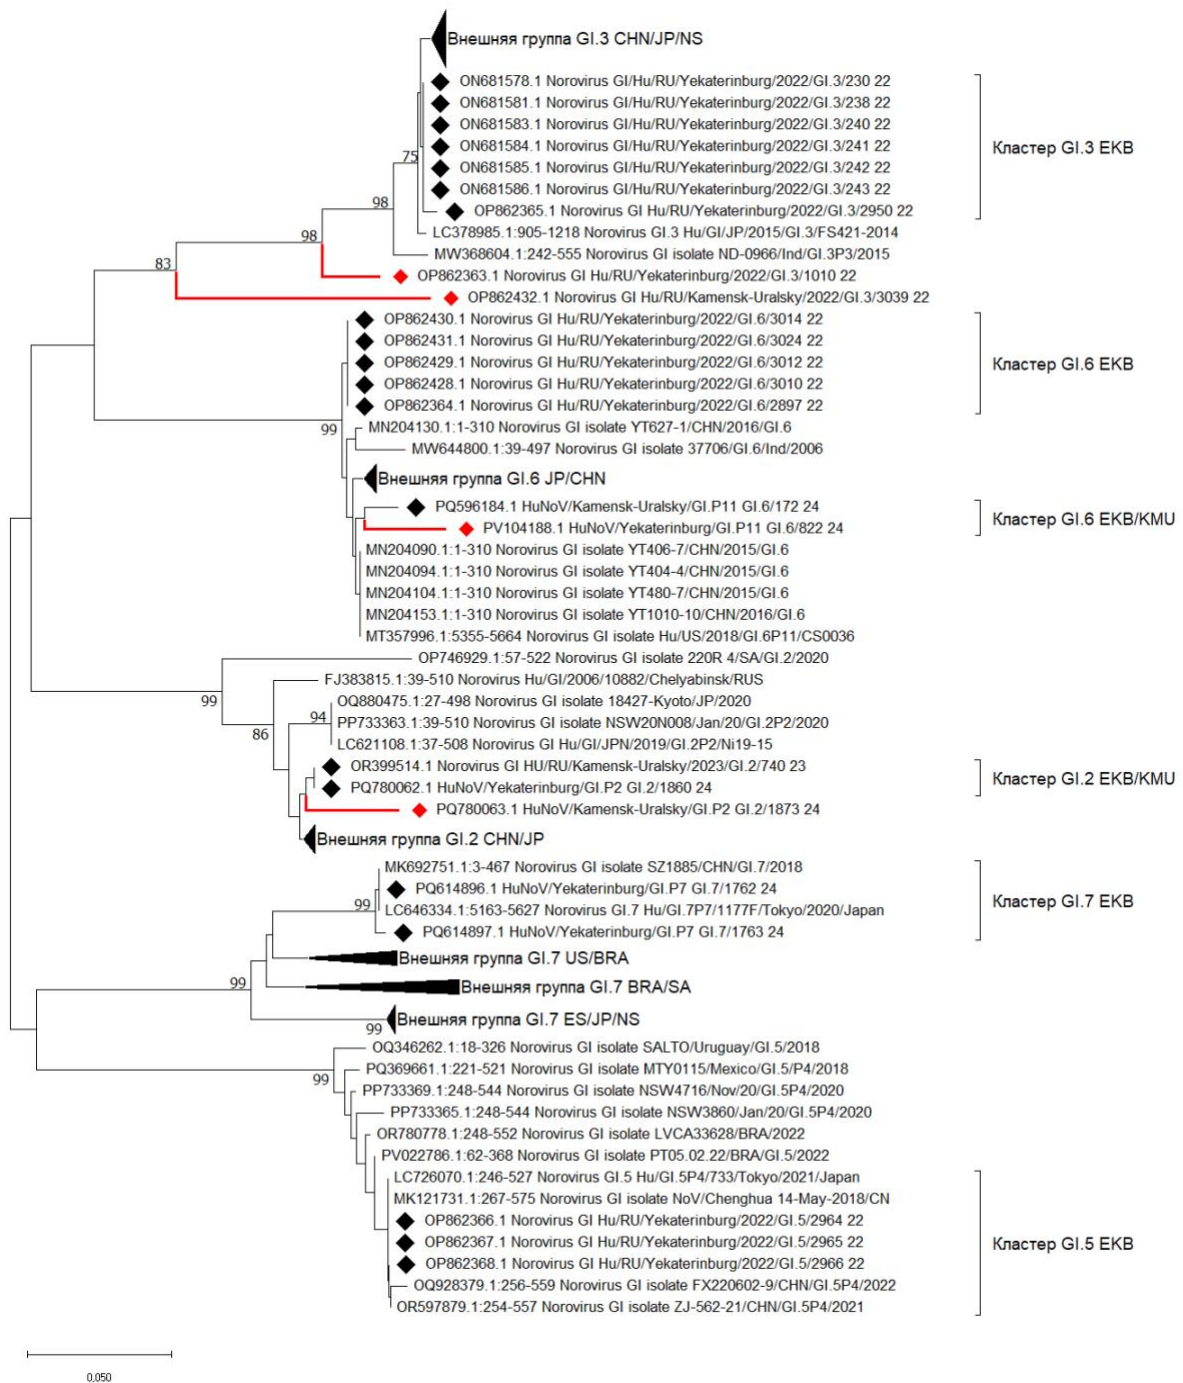 Внешняя группа GI.3 CHN/JP/NS
ON681578.1 Norovirus GI/Hu/RU/Yekaterinburg/2022/GI.3/230 22
ON681581.1 Norovirus GI/Hu/RU/Yekaterinburg/2022/GI.3/238 22
ON681583.1 Norovirus GI/Hu/RU/Yekaterinburg/2022/GI.3/240 22
ON681584.1 Norovirus GI/Hu/RU/Yekaterinburg/2022/GI.3/241 22
Кластер GI.3 EKB
75
ON681585.1 Norovirus GI/Hu/RU/Yekaterinburg/2022/GI.3/242 22
ON681586.1 Norovirus GI/Hu/RU/Yekaterinburg/2022/GI.3/243 22
98
OP862365.1 Norovirus GI Hu/RU/Yekaterinburg/2022/GI.3/2950 22
LC378985.1:905-1218 Norovirus GI.3 Hu/GI/JP/2015/GI.3/FS421-2014
98
MW368604.1:242-555 Norovirus GI isolate ND-0966/Ind/GI.3P3/2015
83
OP862363.1 Norovirus GI Hu/RU/Yekaterinburg/2022/GI.3/1010 22
OP862432.1 Norovirus GI Hu/RU/Kamensk-Uralsky/2022/GI.3/3039 22
OP862430.1 Norovirus GI Hu/RU/Yekaterinburg/2022/GI.6/3014 22
OP862431.1 Norovirus GI Hu/RU/Yekaterinburg/2022/GI.6/3024 22
OP862429.1 Norovirus GI Hu/RU/Yekaterinburg/2022/GI.6/3012 22
Кластер GI.6 EKB
OP862428.1 Norovirus GI Hu/RU/Yekaterinburg/2022/GI.6/3010 22
OP862364.1 Norovirus GI Hu/RU/Yekaterinburg/2022/GI.6/2897 22
99
MN204130.1:1-310 Norovirus GI isolate YT627-1/CHN/2016/GI.6
MW644800.1:39-497 Norovirus GI isolate 37706/GI.6/Ind/2006
Внешняя группа GI.6 JP/CHN
PQ596184.1 HuNoV/Kamensk-Uralsky/GI.P11 GI.6/172 24
Кластер GI.6 EKB/KMU
PV104188.1 HuNoV/Yekaterinburg/GI.P11 GI.6/822 24
MN204090.1:1-310 Norovirus GI isolate YT406-7/CHN/2015/GI.6
MN204094.1:1-310 Norovirus GI isolate YT404-4/CHN/2015/GI.6
MN204104.1:1-310 Norovirus GI isolate YT480-7/CHN/2015/GI.6
MN204153.1:1-310 Norovirus GI isolate YT1010-10/CHN/2016/GI.6
MT357996.1:5355-5664 Norovirus GI isolate Hu/US/2018/GI.6P11/CS0036
OP746929.1:57-522 Norovirus GI isolate 220R 4/SA/GI.2/2020
99
FJ383815.1:39-510 Norovirus Hu/GI/2006/10882/Chelyabinsk/RUS
OQ880475.1:27-498 Norovirus GI isolate 18427-Kyoto/JP/2020
94
PP733363.1:39-510 Norovirus GI isolate NSW20N008/Jan/20/GI.2P2/2020
86
LC621108.1:37-508 Norovirus GI Hu/GI/JPN/2019/GI.2P2/Ni19-15
OR399514.1 Norovirus GI HU/RU/Kamensk-Uralsky/2023/GI.2/740 23
Кластер GI.2 EKB/KMU
PQ780062.1 HuNoV/Yekaterinburg/GI.P2 GI.2/1860 24
PQ780063.1 HuNoV/Kamensk-Uralsky/GI.P2 GI.2/1873 24
Внешняя группа GI.2 CHN/JP
MK692751.1:3-467 Norovirus GI isolate SZ1885/CHN/GI.7/2018
PQ614896.1 HuNoV/Yekaterinburg/GI.P7 GI.7/1762 24
Кластер GI.7 EKB
99
LC646334.1:5163-5627 Norovirus GI.7 Hu/GI.7P7/1177F/Tokyo/2020/Japan
PQ614897.1 HuNoV/Yekaterinburg/GI.P7 GI.7/1763 24
Внешняя группа GI.7 US/BRA
99
Внешняя группа GI.7 BRA/SA
Внешняя группа GI.7 ES/JP/NS
99
OQ346262.1:18-326 Norovirus GI isolate SALTO/Uruguay/GI.5/2018
PQ369661.1:221-521 Norovirus GI isolate MTY0115/Mexico/GI.5/P4/2018
99
PP733369.1:248-544 Norovirus GI isolate NSW4716/Nov/20/GI.5P4/2020
PP733365.1:248-544 Norovirus GI isolate NSW3860/Jan/20/GI.5P4/2020
OR780778.1:248-552 Norovirus GI isolate LVCA33628/BRA/2022
PV022786.1:62-368 Norovirus GI isolate PT05.02.22/BRA/GI.5/2022
LC726070.1:246-527 Norovirus GI.5 Hu/GI.5P4/733/Tokyo/2021/Japan
MK121731.1:267-575 Norovirus GI isolate NoV/Chenghua 14-May-2018/CN
OP862366.1 Norovirus GI Hu/RU/Yekaterinburg/2022/GI.5/2964 22
OP862367.1 Norovirus GI Hu/RU/Yekaterinburg/2022/GI.5/2965 22
Кластер GI.5 EKB
OP862368.1 Norovirus GI Hu/RU/Yekaterinburg/2022/GI.5/2966 22
OQ928379.1:256-559 Norovirus GI isolate FX220602-9/CHN/GI.5P4/2022
OR597879.1:254-557 Norovirus GI isolate ZJ-562-21/CHN/GI.5P4/2021
0,050